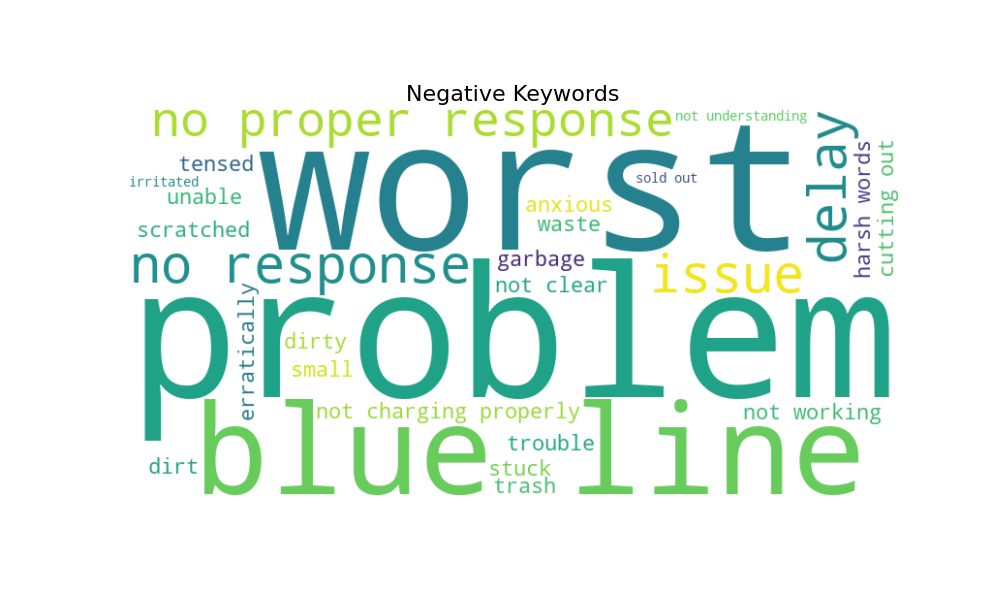 Negative Keywords
no proper response
not understanding
worst
delay
tensed
irritated
unable
sold out
anxious
waste
harsh words
cutting out
scratched
no response
garbage
issue
not clear
problem
erratically
dirty
small
blue line
not charging properly
not working
trouble
dirt
stuck
trash